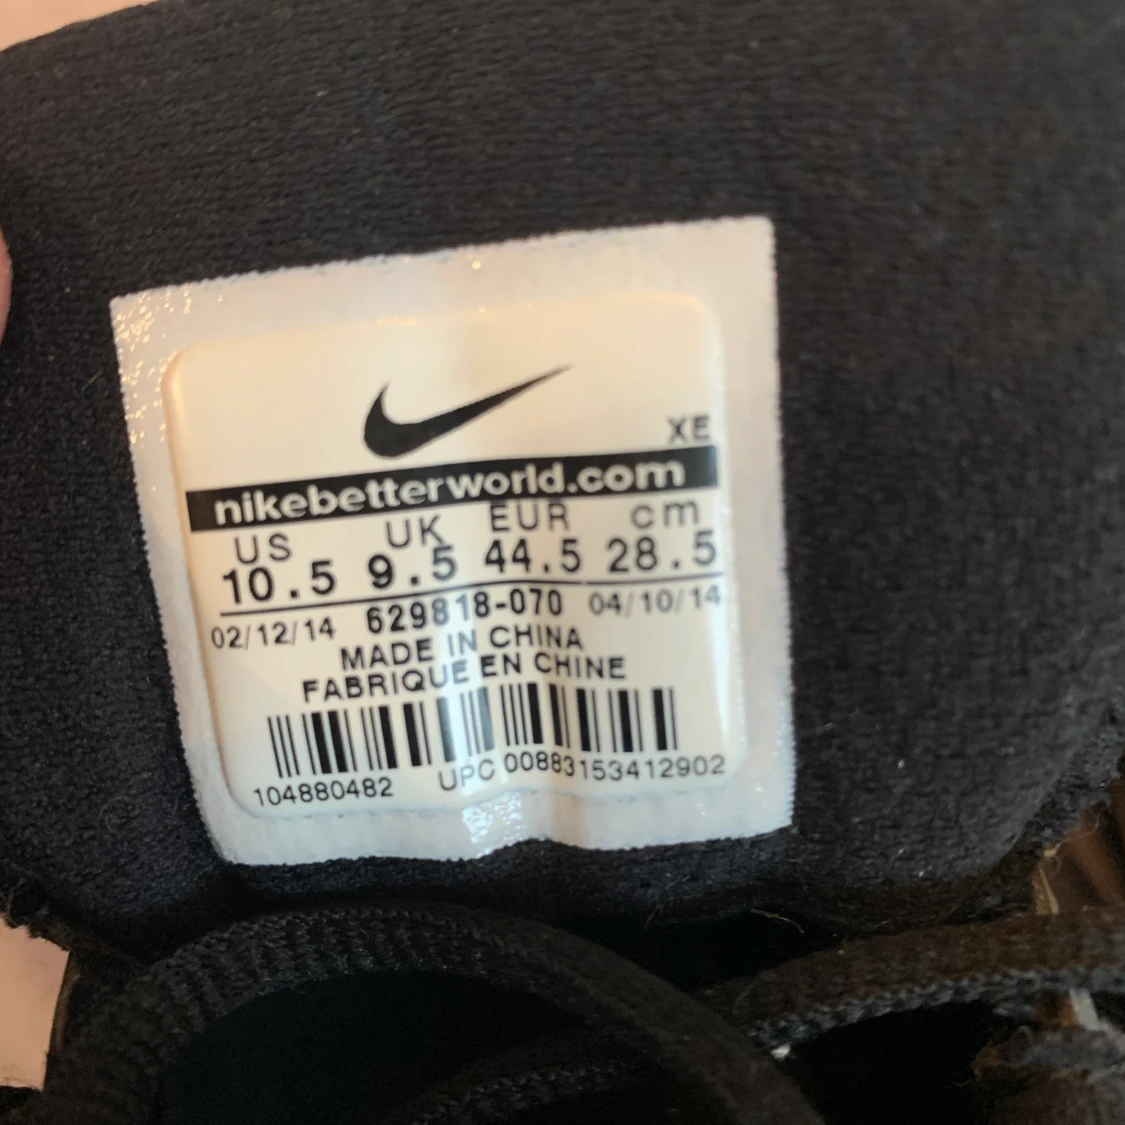 XE
nikebetterworld.com
US UK EUR cm
10.5 9.5 44.5 28.5
02/12/14 629818-070 04/10/14
MADE IN CHINA
FABRIQUE EN CHINE
104880482 UPC 00883153412902